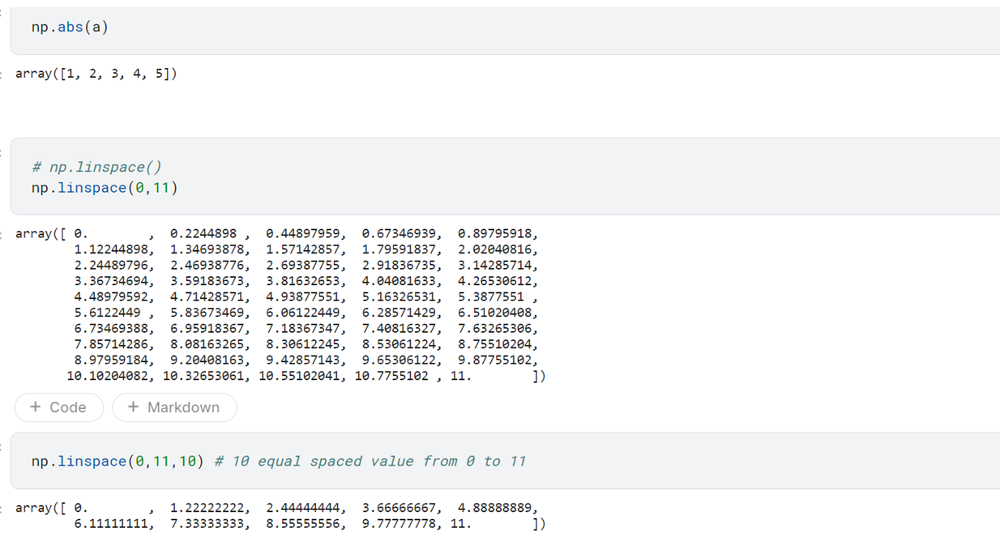 np.abs(a)
array([1, 2, 3, 4, 5])
# np.linspace()
np.linspace(0,11)
array([ 0.        ,  0.2244898 ,  0.44897959,  0.67346939,  0.89795918,
        1.12244898,  1.34693878,  1.57142857,  1.79591837,  2.02040816,
        2.24489796,  2.46938776,  2.69387755,  2.91836735,  3.14285714,
        3.36734694,  3.59183673,  3.81632653,  4.04081633,  4.26530612,
        4.48979592,  4.71428571,  4.93877551,  5.16326531,  5.3877551 ,
        5.6122449 ,  5.83673469,  6.06122449,  6.28571429,  6.51020408,
        6.73469388,  6.95918367,  7.18367347,  7.40816327,  7.63265306,
        7.85714286,  8.08163265,  8.30612245,  8.53061224,  8.75510204,
        8.97959184,  9.20408163,  9.42857143,  9.65306122,  9.87755102,
       10.10204082, 10.32653061, 10.55102041, 10.7755102 , 11.        ])
+ Code + Markdown
np.linspace(0,11,10) # 10 equal spaced value from 0 to 11
array([ 0.        ,  1.22222222,  2.44444444,  3.66666667,  4.88888889,
        6.11111111,  7.33333333,  8.55555556,  9.77777778, 11.        ])